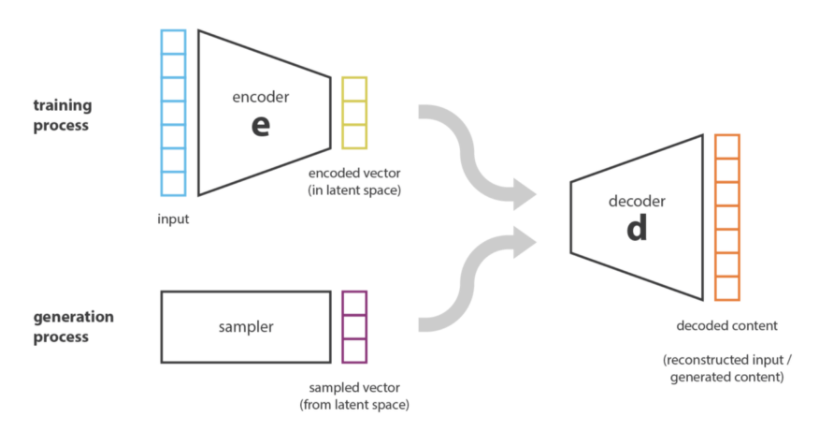 training
process
encoder
e
encoded vector
(in latent space)
input
generation
process
sampler
sampled vector
(from latent space)
decoder
d
decoded content
(reconstructed input /
generated content)